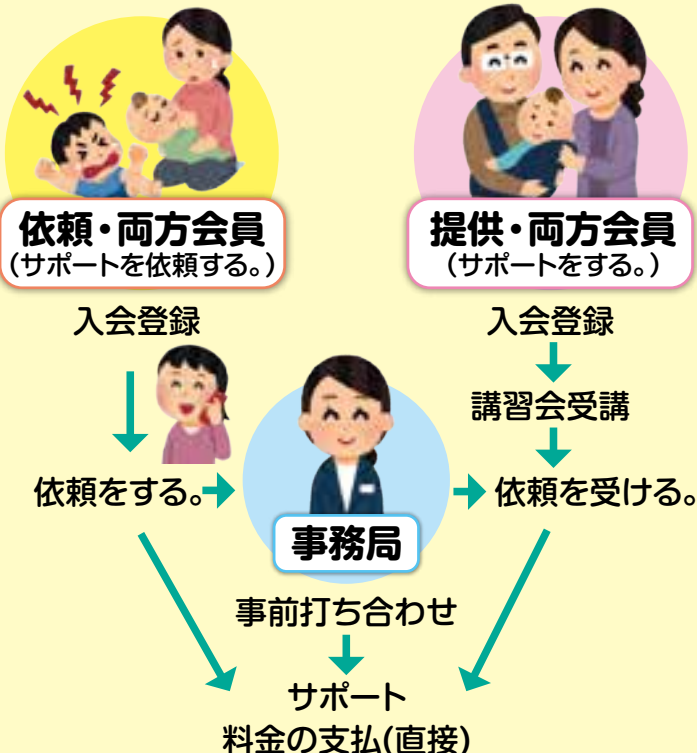 依頼・両方会員
(サポートを依頼する。)
提供・両方会員
(サポートをする。)
入会登録
入会登録
講習会受講
依頼をする。
依頼を受ける。
事務局
事前打ち合わせ
サポート
料金の支払(直接)